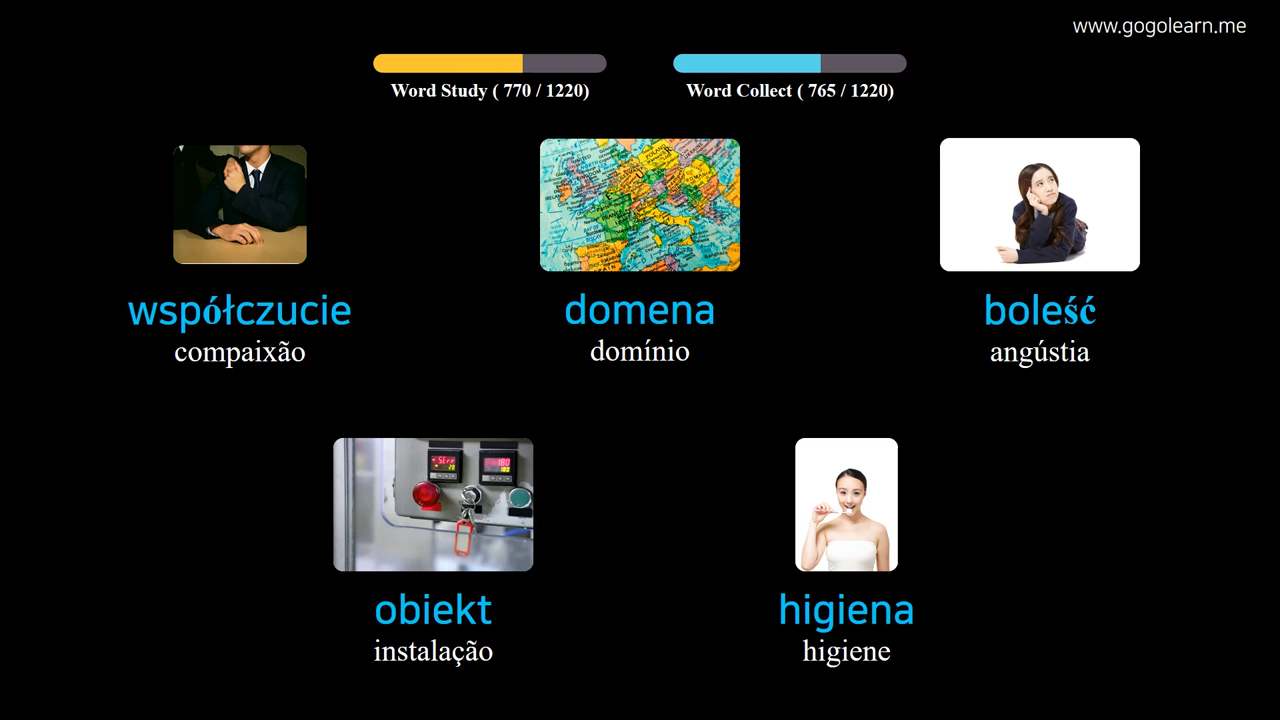 www.gogolearn.me
Word Study ( 770 / 1220)
Word Collect ( 765 / 1220)
współczucie
compaixão
domena
domínio
boleść
angústia
obiekt
instalação
higiena
higiene